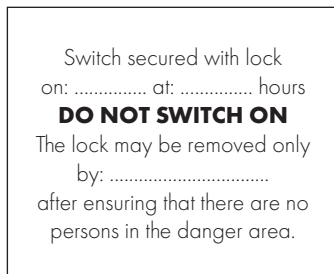 Switch secured with lock
on: ............... at: ............... hours
DO NOT SWITCH ON
The lock may be removed only
by: .................................
after ensuring that there are no
persons in the danger area.